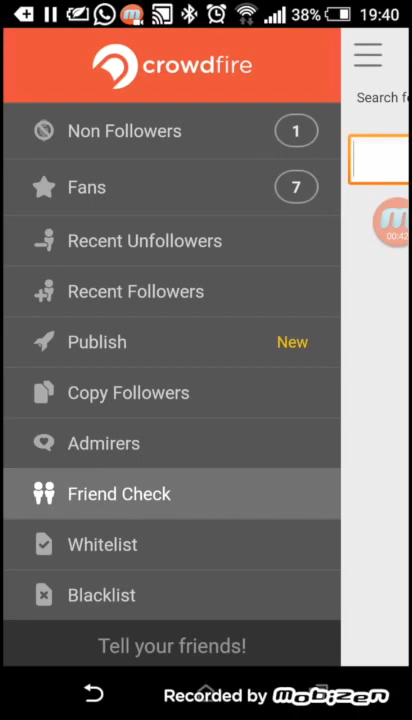 38% 19:40
crowdfire
Search f
Non Followers 1
Fans 7
00:42
Recent Unfollowers
Recent Followers
Publish New
Copy Followers
Admirers
Friend Check
Whitelist
Blacklist
Tell your friends!
Recorded by mobizen